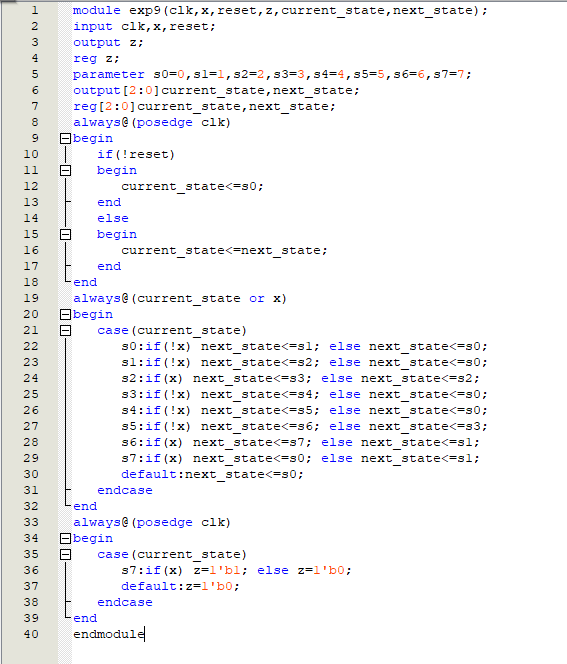 1 module exp9(clk,x,reset,z,current_state,next_state);
2 input clk,x,reset;
3 output z;
4 reg z;
5 parameter s0=0,s1=1,s2=2,s3=3,s4=4,s5=5,s6=6,s7=7;
6 output[2:0]current_state,next_state;
7 reg[2:0]current_state,next_state;
8 always@(posedge clk)
9 begin
10 if(!reset)
11 begin
12 current_state<=s0;
13 end
14 else
15 begin
16 current_state<=next_state;
17 end
18 end
19 always@(current_state or x)
20 begin
21 case(current_state)
22 s0:if(!x) next_state<=s1; else next_state<=s0;
23 s1:if(!x) next_state<=s2; else next_state<=s0;
24 s2:if(x) next_state<=s3; else next_state<=s2;
25 s3:if(!x) next_state<=s4; else next_state<=s0;
26 s4:if(!x) next_state<=s5; else next_state<=s0;
27 s5:if(!x) next_state<=s6; else next_state<=s3;
28 s6:if(x) next_state<=s7; else next_state<=s1;
29 s7:if(x) next_state<=s0; else next_state<=s1;
30 default:next_state<=s0;
31 endcase
32 end
33 always@(posedge clk)
34 begin
35 case(current_state)
36 s7:if(x) z=1'b1; else z=1'b0;
37 default:z=1'b0;
38 endcase
39 end
40 endmodule